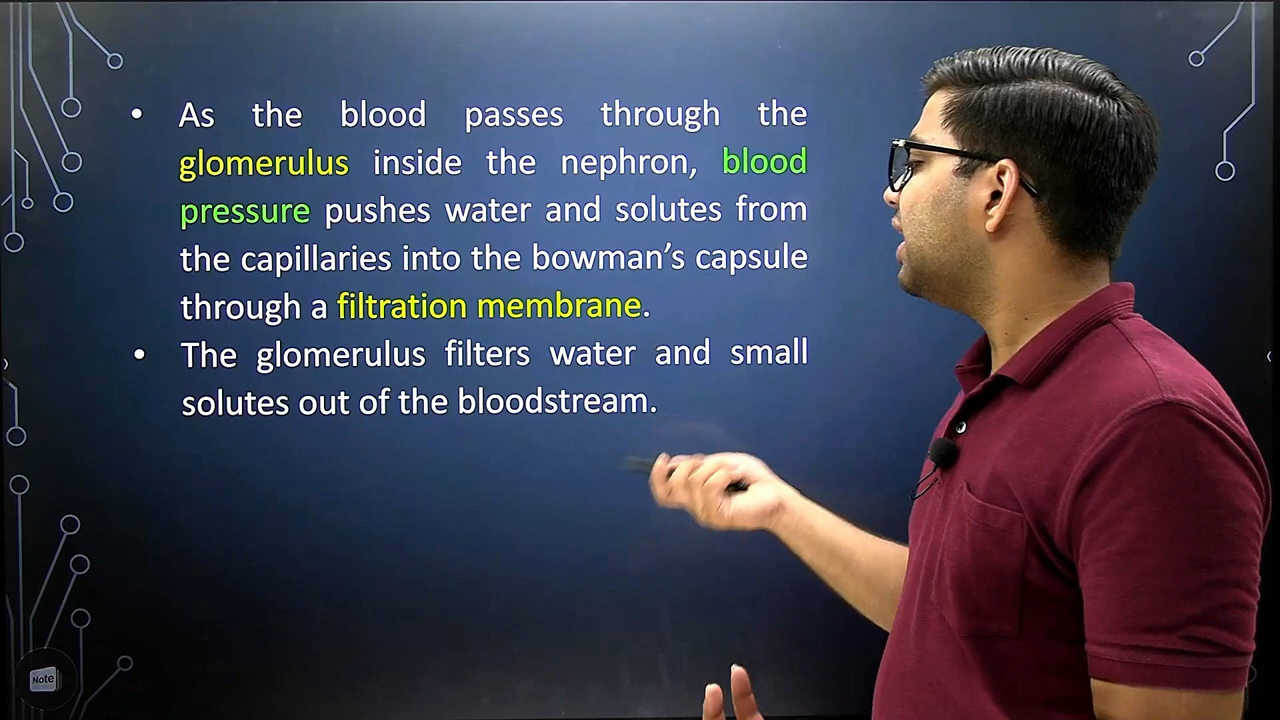 • As the blood passes through the
glomerulus inside the nephron, blood
pressure pushes water and solutes from
the capillaries into the bowman's capsule
through a filtration membrane.
• The glomerulus filters water and small
solutes out of the bloodstream.
Note